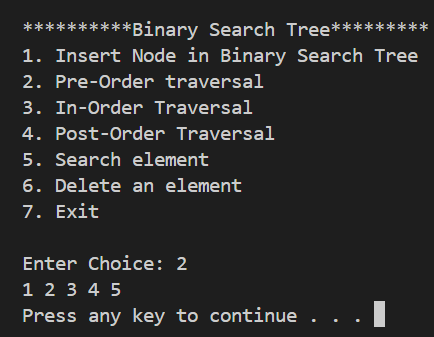 **********Binary Search Tree*********
1. Insert Node in Binary Search Tree
2. Pre-Order traversal
3. In-Order Traversal
4. Post-Order Traversal
5. Search element
6. Delete an element
7. Exit
Enter Choice: 2
1 2 3 4 5
Press any key to continue . . .